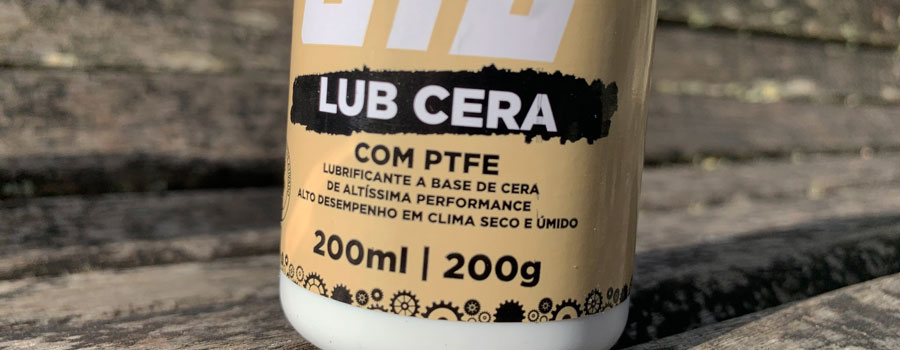 LUB CERA
COM PTFE
LUBRIFICANTE A BASE DE CERA
DE ALTÍSSIMA PERFORMANCE
ALTO DESEMPENHO EM CLIMA SECO E ÚMIDO
200ml | 200g